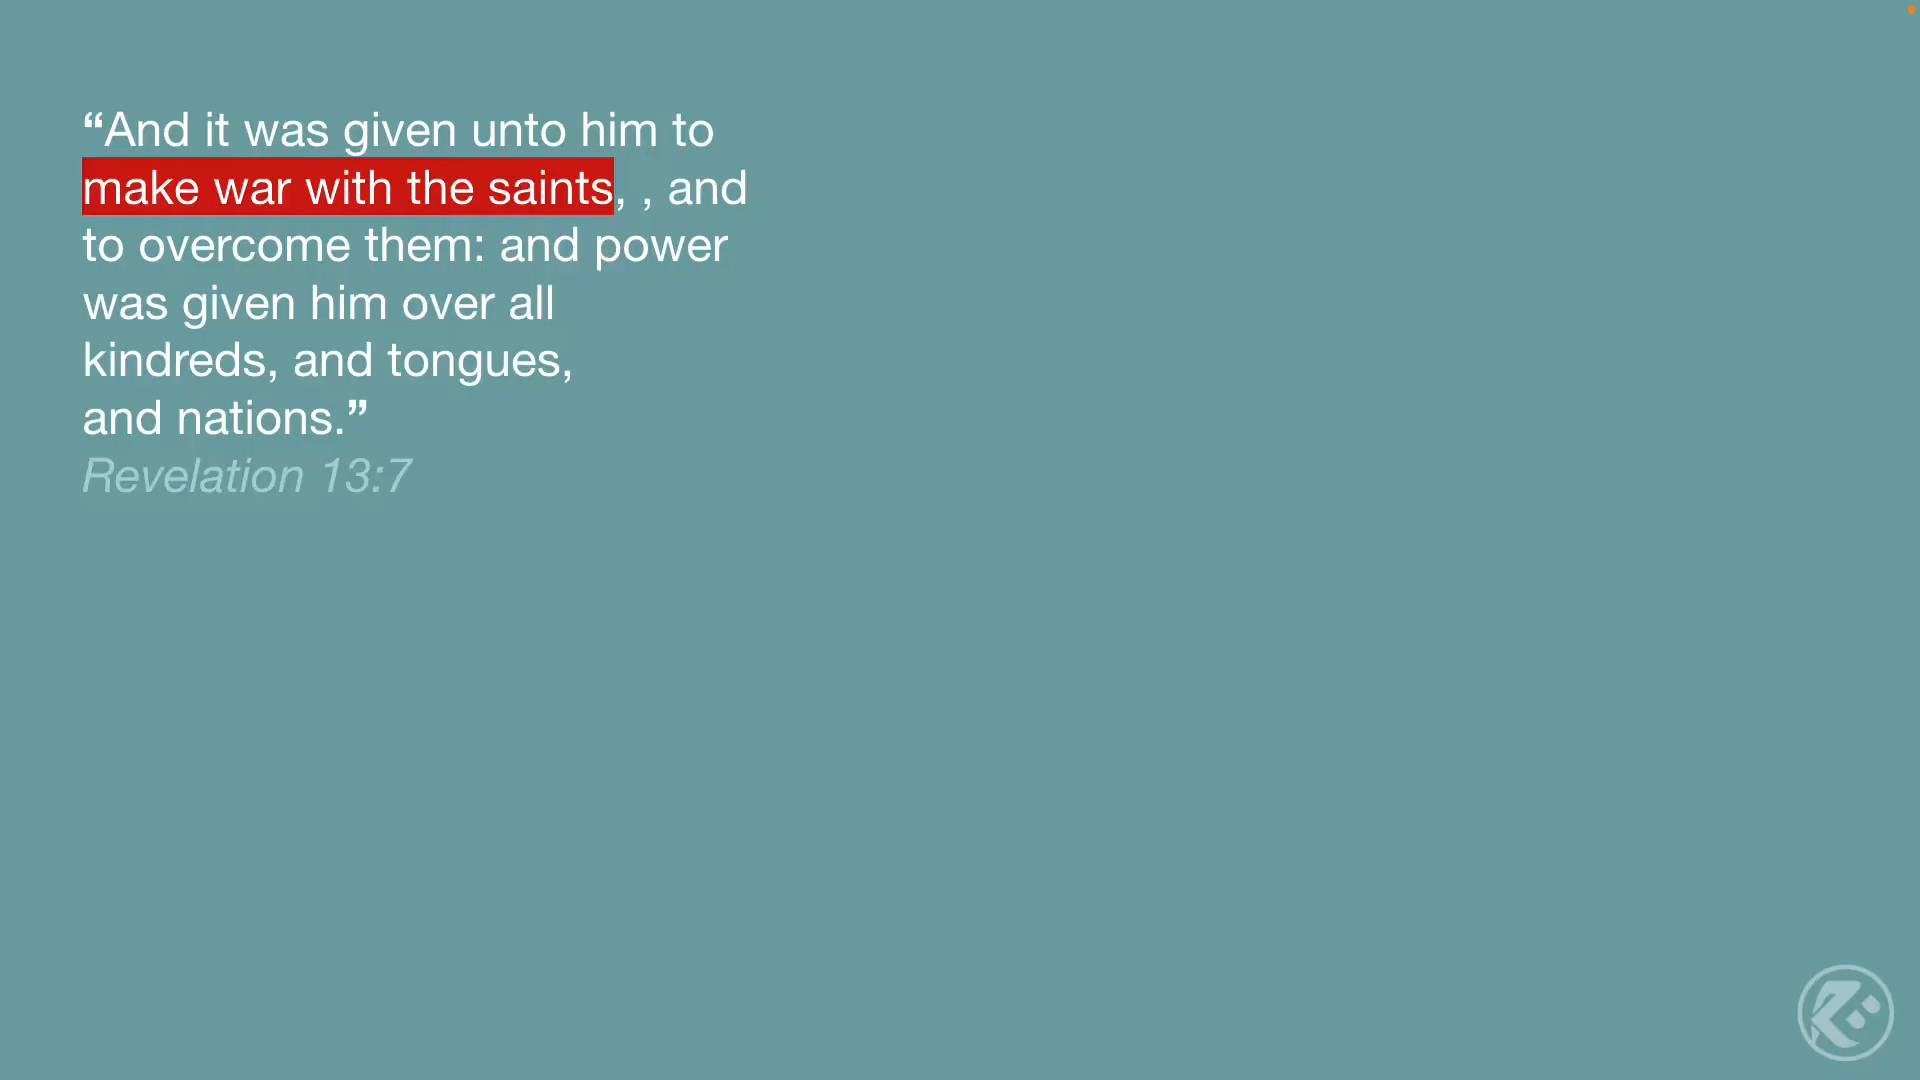 “And it was given unto him to
make war with the saints, , and
to overcome them: and power
was given him over all
kindreds, and tongues,
and nations.”
Revelation 13:7